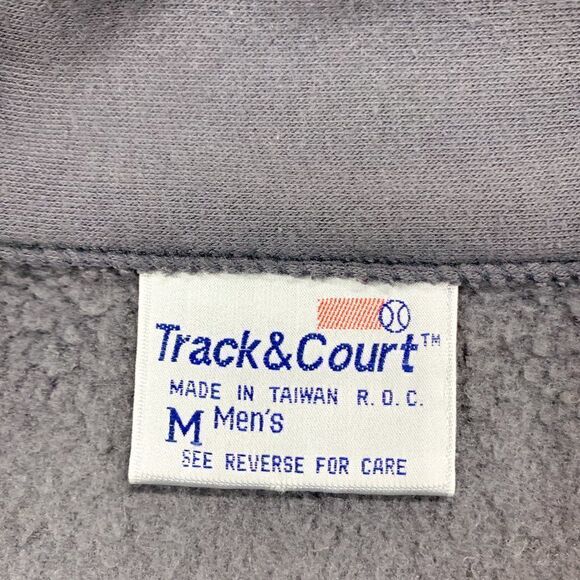 Track&Court™
MADE IN TAIWAN R.O.C.
M Men's
SEE REVERSE FOR CARE